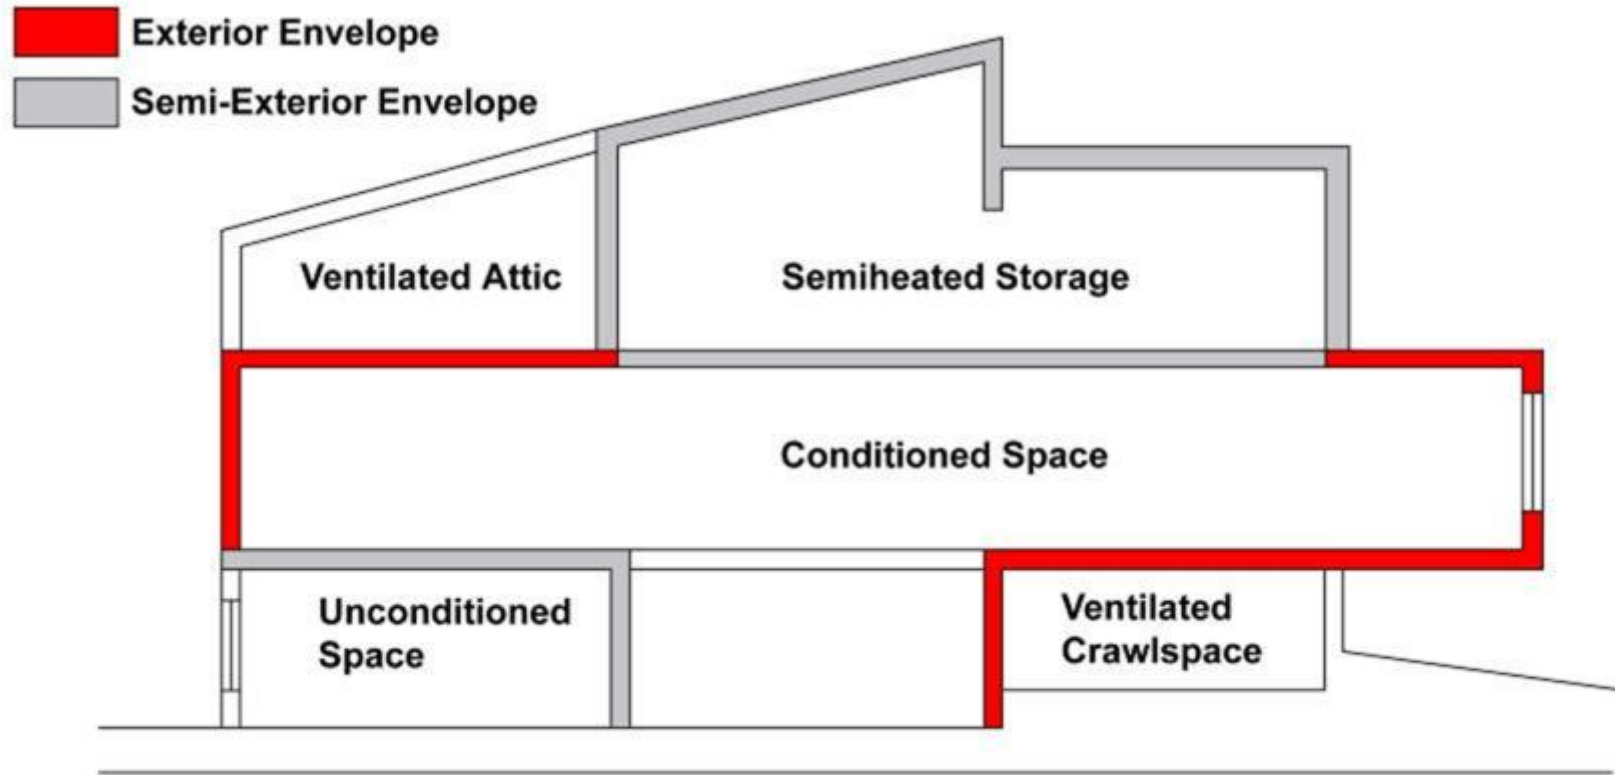 Exterior Envelope
Semi-Exterior Envelope
Ventilated Attic
Semiheated Storage
Conditioned Space
Unconditioned
Space
Ventilated
Crawlspace